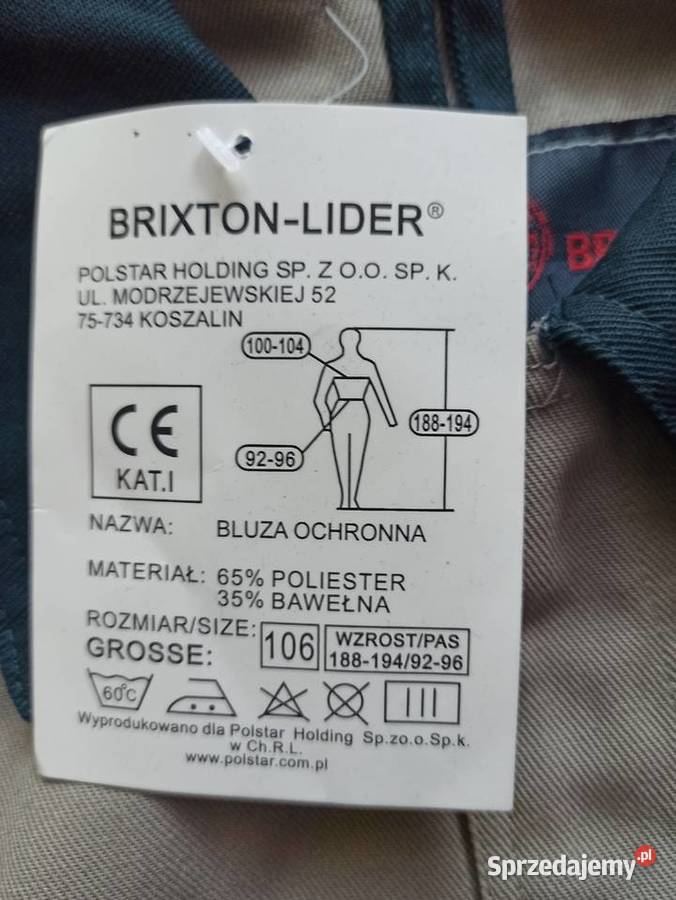 BRIXTON-LIDER®
POLSTAR HOLDING SP. Z O.O. SP. K.
UL. MODRZEJEWSKIEJ 52
75-734 KOSZALIN
100-104
188-194
92-96
CE
KAT.I
NAZWA: BLUZA OCHRONNA
MATERIAŁ: 65% POLIESTER
35% BAWEŁNA
ROZMIAR/SIZE:
GROSSE:
106
WZROST/PAS
188-194/92-96
60°C
Wyprodukowano dla Polstar Holding Sp.zo.o.Sp.k.
w Ch.R.L.
www.polstar.com.pl
Sprzedajemy.pl